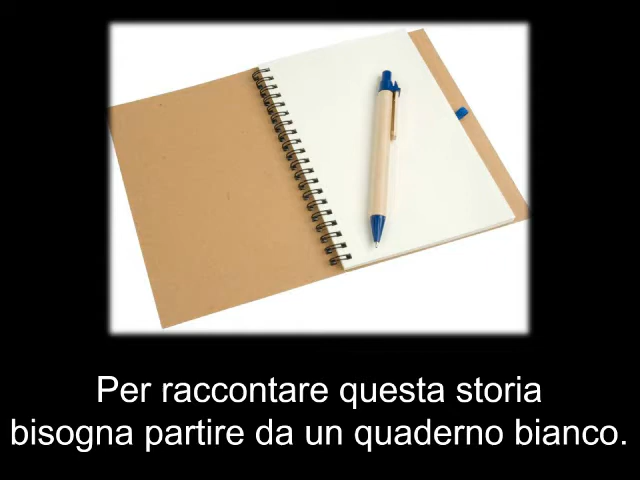 Per raccontare questa storia
bisogna partire da un quaderno bianco.